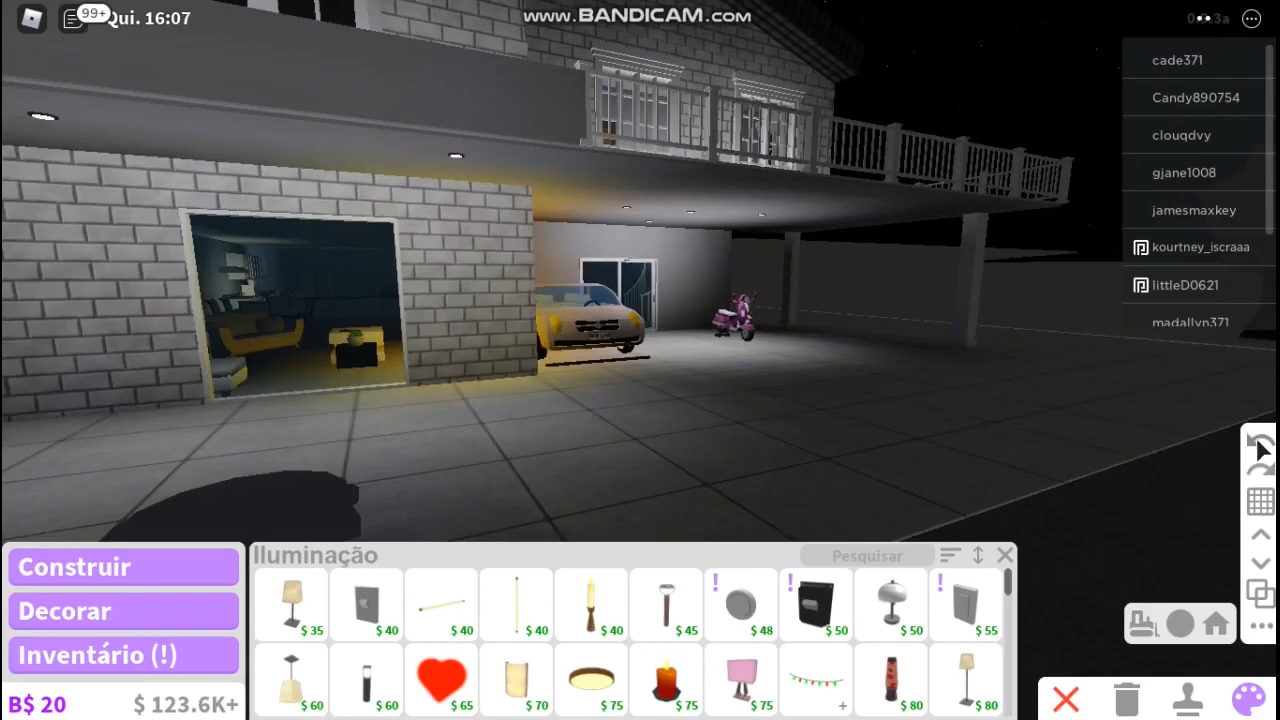 99+
Qui. 16:07
www.BANDICAM.com
cade371
Candy890754
clouqdvy
gjane1008
jamesmaxkey
kourtney_iscraaa
littleD0621
madallyn371
Construir
Decorar
Inventário (!)
B$ 20 $ 123.6K+
Iluminação
Pesquisar
$ 35 $ 40 $ 40 $ 40 $ 40 $ 45 ! $ 48 ! $ 50 $ 50 ! $ 55
$ 60 $ 60 $ 65 $ 70 $ 75 $ 75 $ 75 + $ 80 $ 80